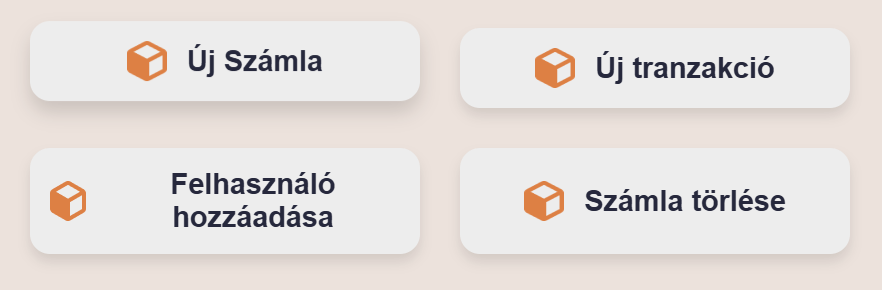 Új Számla
Új tranzakció
Felhasználó
hozzáadása
Számla törlése